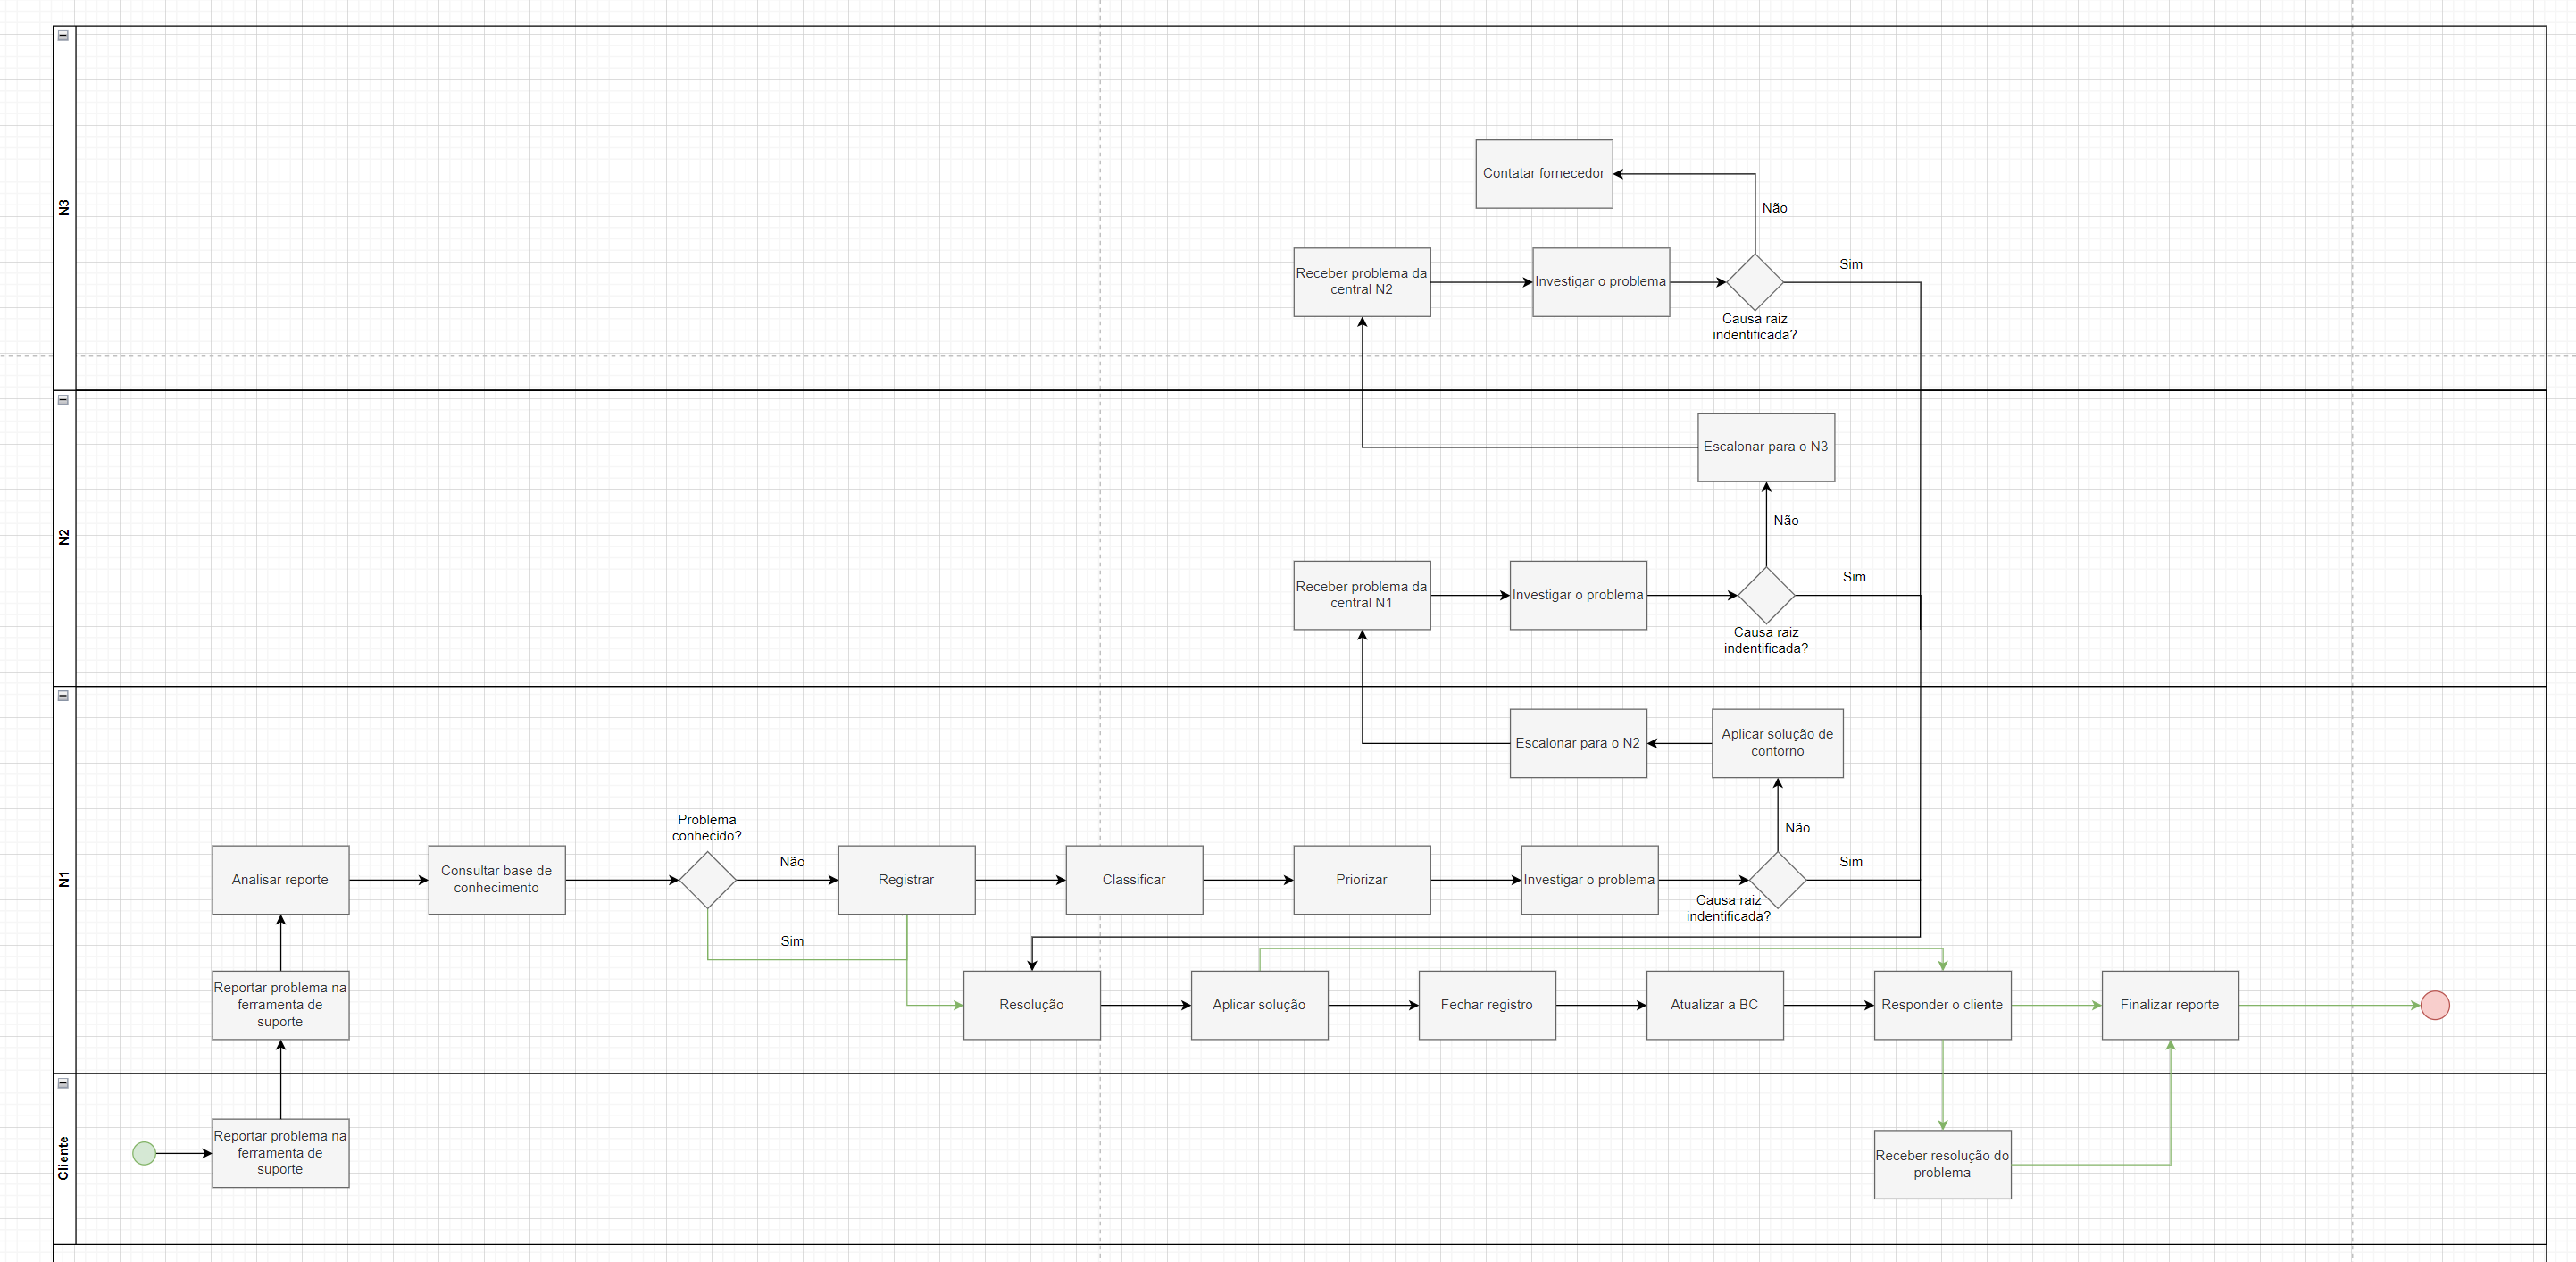 N3
Contatar fornecedor
Não
Receber problema da
central N2
Investigar o problema
Sim
Causa raiz
indentificada?
N2
Escalonar para o N3
Não
Receber problema da
central N1
Investigar o problema
Sim
Causa raiz
indentificada?
N1
Escalonar para o N2
Aplicar solução de
contorno
Não
Problema
conhecido?
Analisar reporte
Consultar base de
conhecimento
Não
Registrar
Classificar
Priorizar
Investigar o problema
Sim
Causa raiz
indentificada?
Sim
Reportar problema na
ferramenta de
suporte
Resolução
Aplicar solução
Fechar registro
Atualizar a BC
Responder o cliente
Finalizar reporte
Cliente
Reportar problema na
ferramenta de
suporte
Receber resolução do
problema